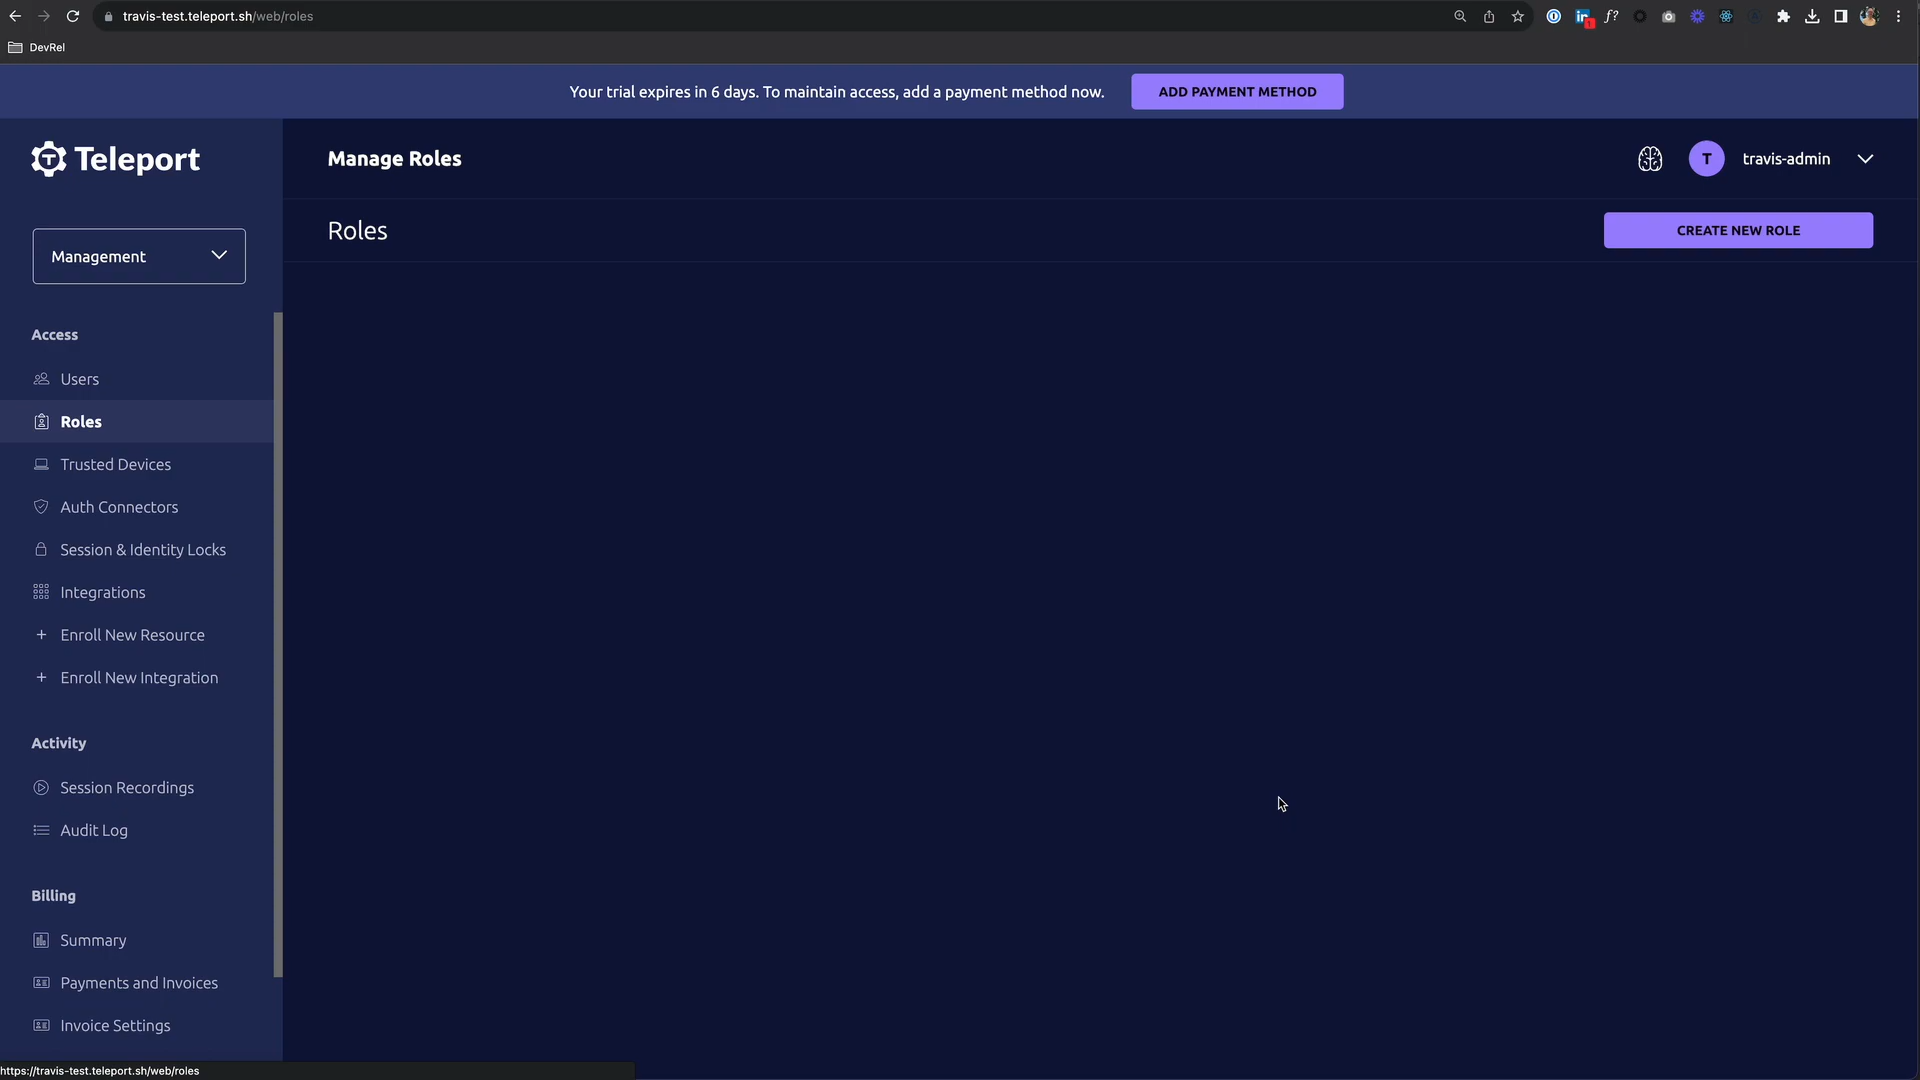 travis-test.teleport.sh/web/roles
DevRel
Your trial expires in 6 days. To maintain access, add a payment method now.
ADD PAYMENT METHOD
Teleport
Manage Roles
T
travis-admin
Management
Roles
CREATE NEW ROLE
Access
Users
Roles
Trusted Devices
Auth Connectors
Session & Identity Locks
Integrations
Enroll New Resource
Enroll New Integration
Activity
Session Recordings
Audit Log
Billing
Summary
Payments and Invoices
Invoice Settings
https://travis-test.teleport.sh/web/roles